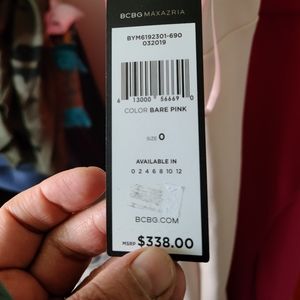 BCBGMAXAZRIA
BYM6192301-690
032019
6 13000 56669 0
COLOR BARE PINK
SIZE 0
AVAILABLE IN
0 2 4 6 8 10 12
BCBG.COM
MSRP $338.00